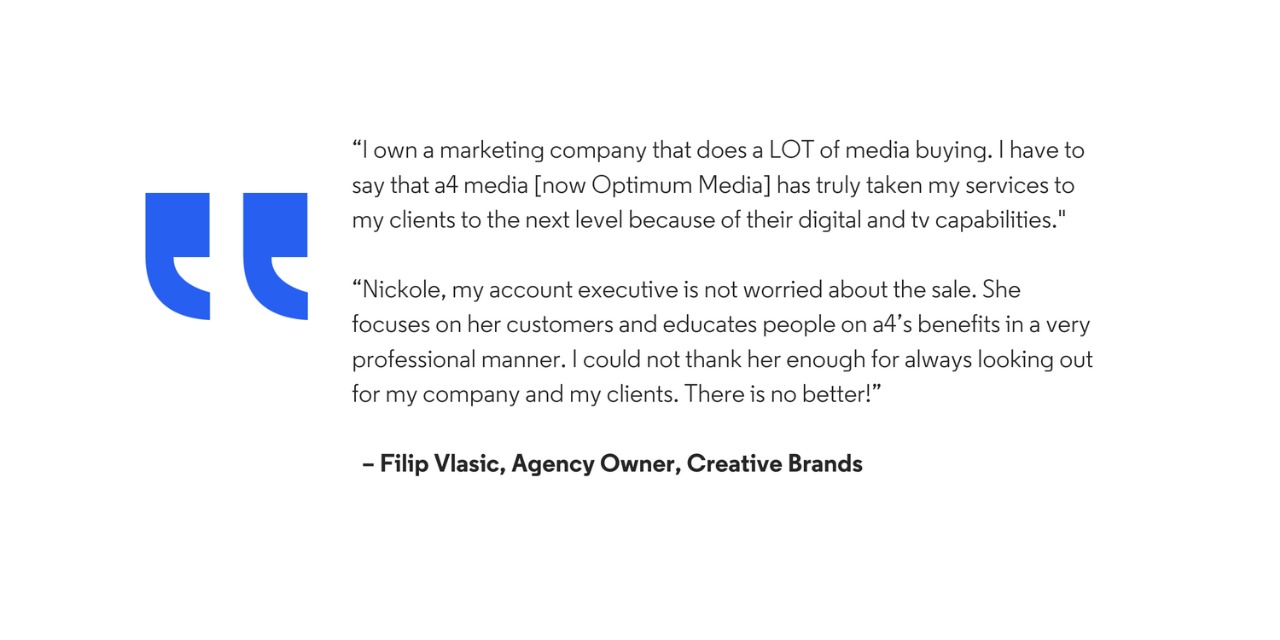 “I own a marketing company that does a LOT of media buying. I have to
say that a4 media [now Optimum Media] has truly taken my services to
my clients to the next level because of their digital and tv capabilities."
“Nickole, my account executive is not worried about the sale. She
focuses on her customers and educates people on a4’s benefits in a very
professional manner. I could not thank her enough for always looking out
for my company and my clients. There is no better!”
– Filip Vlasic, Agency Owner, Creative Brands